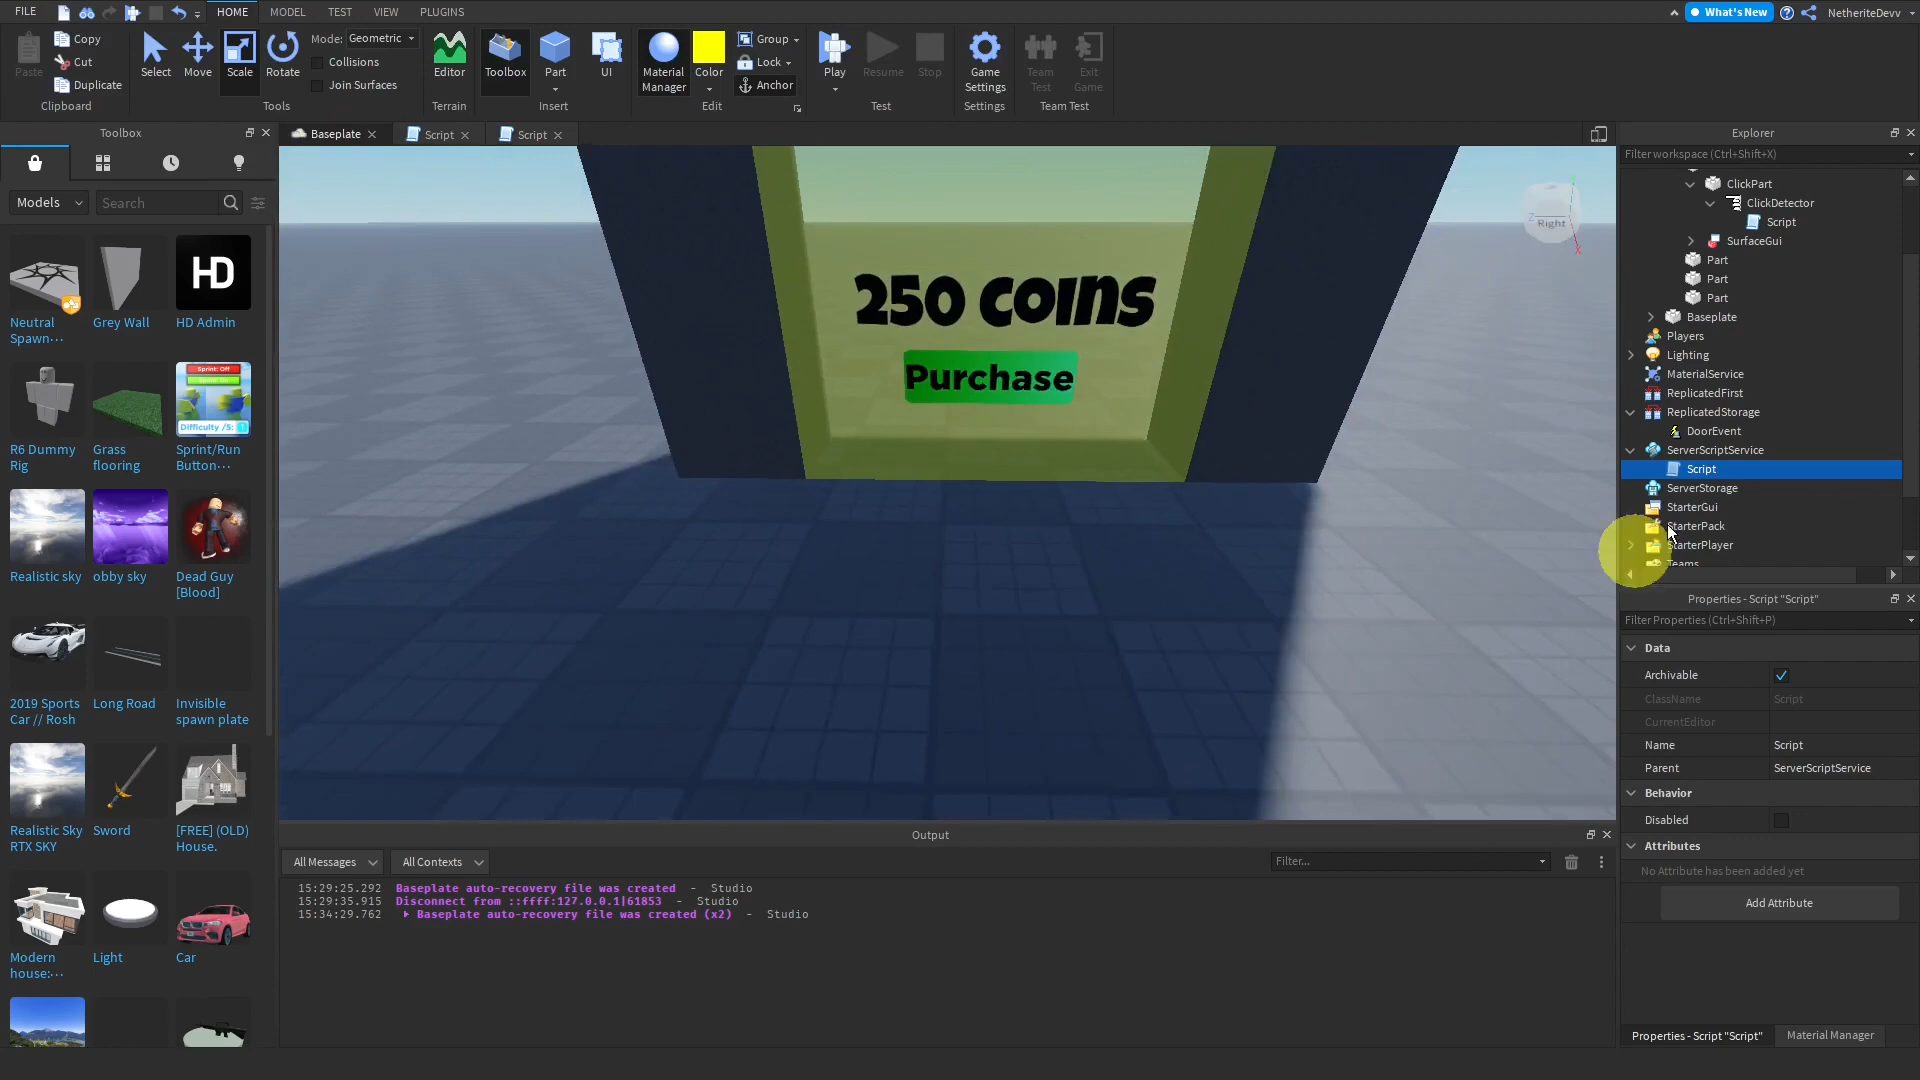 FILE
HOME
MODEL
TEST
VIEW
PLUGINS
What's New
NetheriteDevv
Paste
Copy
Cut
Duplicate
Clipboard
Select
Move
Scale
Rotate
Mode: Geometric
Collisions
Join Surfaces
Tools
Editor
Terrain
Toolbox
Part
UI
Insert
Material
Manager
Color
Group
Lock
Anchor
Edit
Play
Resume
Stop
Test
Game
Settings
Settings
Team
Test
Exit
Game
Team Test
Toolbox
Models
Search
HD
Neutral
Spawn···
Grey Wall
HD Admin
Sprint: Off
Difficulty /5: 1
R6 Dummy
Rig
Grass
flooring
Sprint/Run
Button···
Realistic sky
obby sky
Dead Guy
[Blood]
2019 Sports
Car // Rosh
Long Road
Invisible
spawn plate
Realistic Sky
RTX SKY
Sword
[FREE] (OLD)
House.
Modern
house:···
Light
Car
Baseplate
Script
Script
250 coins
Purchase
Right
Z
X
Output
All Messages
All Contexts
Filter...
15:29:25.292 Baseplate auto-recovery file was created - Studio
15:29:35.915 Disconnect from ::ffff:127.0.0.1|61853 - Studio
15:34:29.762 Baseplate auto-recovery file was created (x2) - Studio
Explorer
Filter workspace (Ctrl+Shift+X)
ClickPart
ClickDetector
Script
SurfaceGui
Part
Part
Part
Baseplate
Players
Lighting
MaterialService
ReplicatedFirst
ReplicatedStorage
DoorEvent
ServerScriptService
Script
ServerStorage
StarterGui
StarterPack
StarterPlayer
Teams
Properties - Script "Script"
Filter Properties (Ctrl+Shift+P)
Data
Archivable
ClassName Script
CurrentEditor
Name Script
Parent ServerScriptService
Behavior
Disabled
Attributes
No Attribute has been added yet
Add Attribute
Properties - Script "Script"
Material Manager